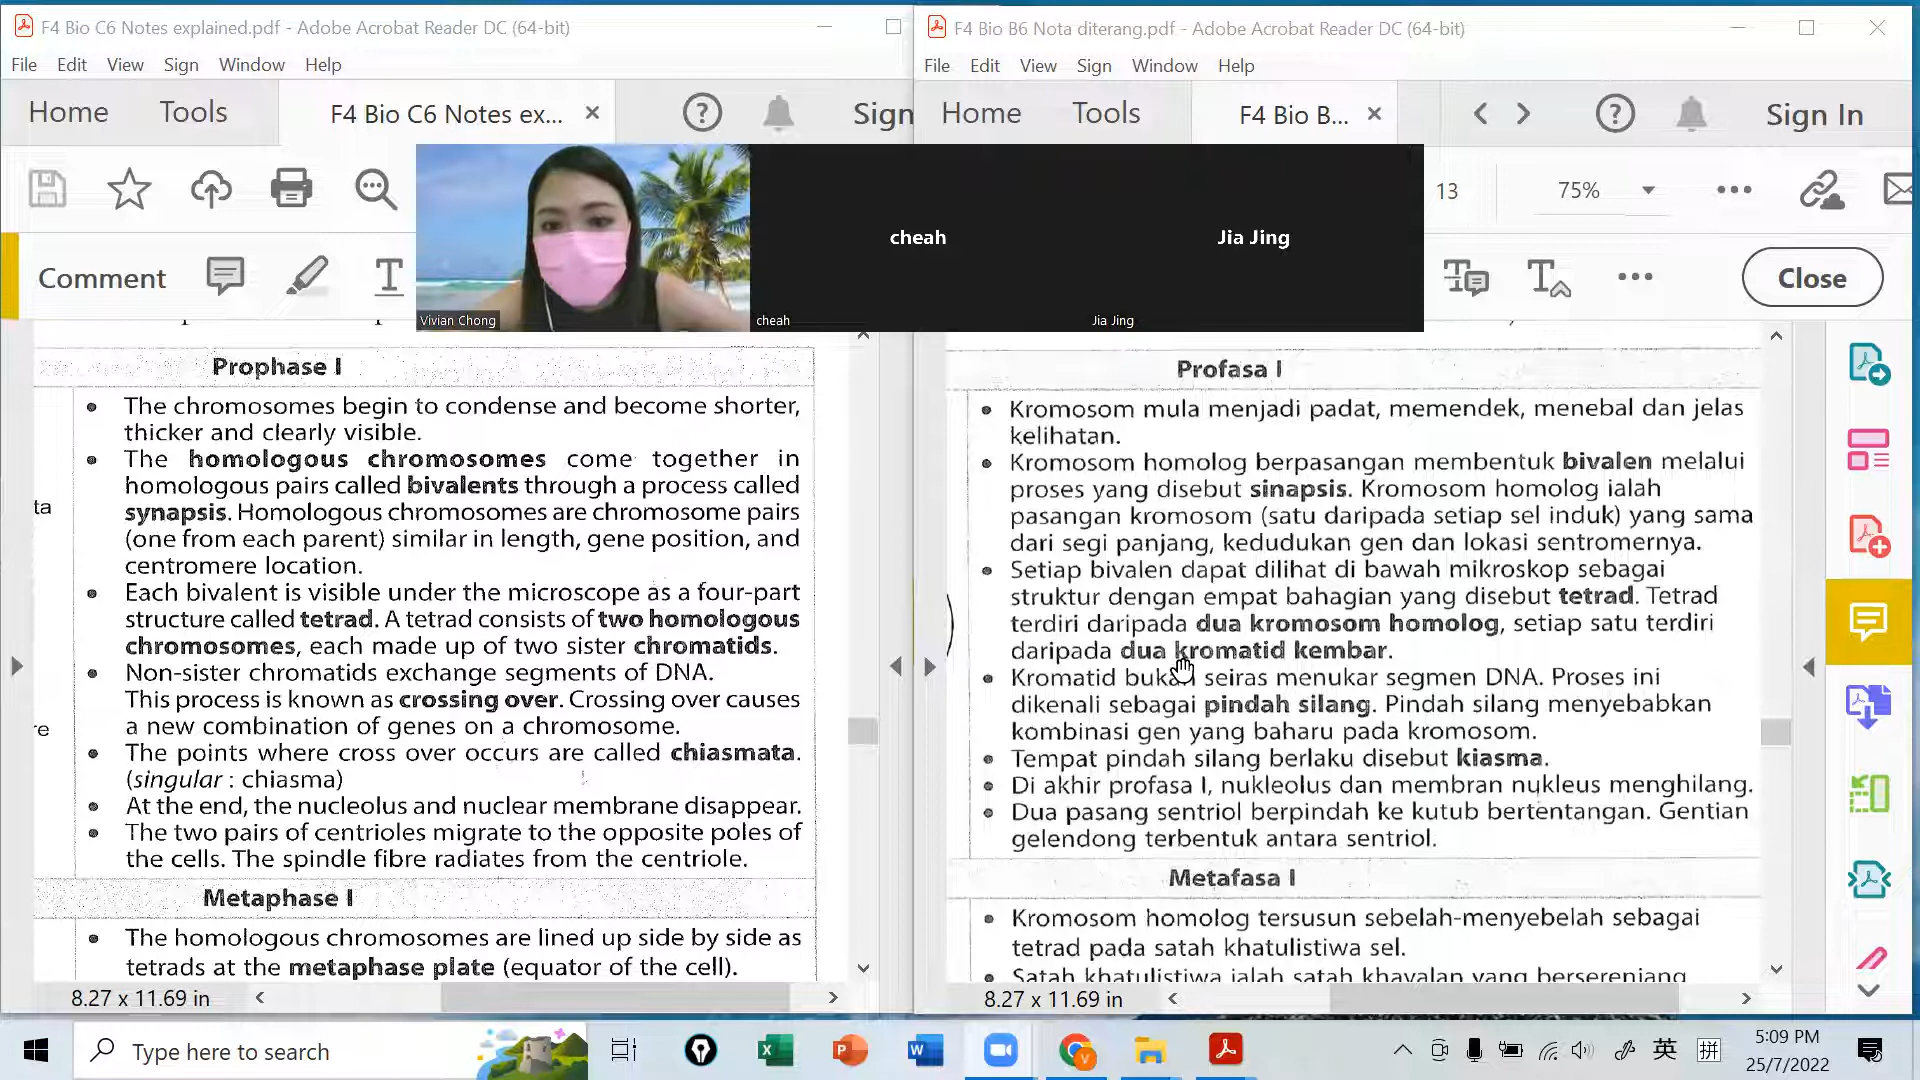 F4 Bio C6 Notes explained.pdf - Adobe Acrobat Reader DC (64-bit)
File Edit View Sign Window Help
Home Tools F4 Bio C6 Notes ex... Sign
Comment
Prophase I
• The chromosomes begin to condense and become shorter,
thicker and clearly visible.
• The homologous chromosomes come together in
homologous pairs called bivalents through a process called
synapsis. Homologous chromosomes are chromosome pairs
(one from each parent) similar in length, gene position, and
centromere location.
• Each bivalent is visible under the microscope as a four-part
structure called tetrad. A tetrad consists of two homologous
chromosomes, each made up of two sister chromatids.
• Non-sister chromatids exchange segments of DNA.
This process is known as crossing over. Crossing over causes
a new combination of genes on a chromosome.
• The points where cross over occurs are called chiasmata.
(singular : chiasma)
• At the end, the nucleolus and nuclear membrane disappear.
• The two pairs of centrioles migrate to the opposite poles of
the cells. The spindle fibre radiates from the centriole.
Metaphase I
• The homologous chromosomes are lined up side by side as
tetrads at the metaphase plate (equator of the cell).
ta
re
8.27 x 11.69 in
Vivian Chong
cheah
cheah
Jia Jing
Jia Jing
F4 Bio B6 Nota diterang.pdf - Adobe Acrobat Reader DC (64-bit)
File Edit View Sign Window Help
Home Tools F4 Bio B... Sign In
13 75%
Close
Profasa I
• Kromosom mula menjadi padat, memendek, menebal dan jelas
kelihatan.
• Kromosom homolog berpasangan membentuk bivalen melalui
proses yang disebut sinapsis. Kromosom homolog ialah
pasangan kromosom (satu daripada setiap sel induk) yang sama
dari segi panjang, kedudukan gen dan lokasi sentromernya.
• Setiap bivalen dapat dilihat di bawah mikroskop sebagai
struktur dengan empat bahagian yang disebut tetrad. Tetrad
terdiri daripada dua kromosom homolog, setiap satu terdiri
daripada dua kromatid kembar.
• Kromatid bukan seiras menukar segmen DNA. Proses ini
dikenali sebagai pindah silang. Pindah silang menyebabkan
kombinasi gen yang baharu pada kromosom.
• Tempat pindah silang berlaku disebut kiasma.
• Di akhir profasa I, nukleolus dan membran nukleus menghilang.
• Dua pasang sentriol berpindah ke kutub bertentangan. Gentian
gelendong terbentuk antara sentriol.
Metafasa I
• Kromosom homolog tersusun sebelah-menyebelah sebagai
tetrad pada satah khatulistiwa sel.
• Satah khatulistiwa ialah satah khayalan yang berserenjang
8.27 x 11.69 in
Type here to search
英 拼
5:09 PM
25/7/2022